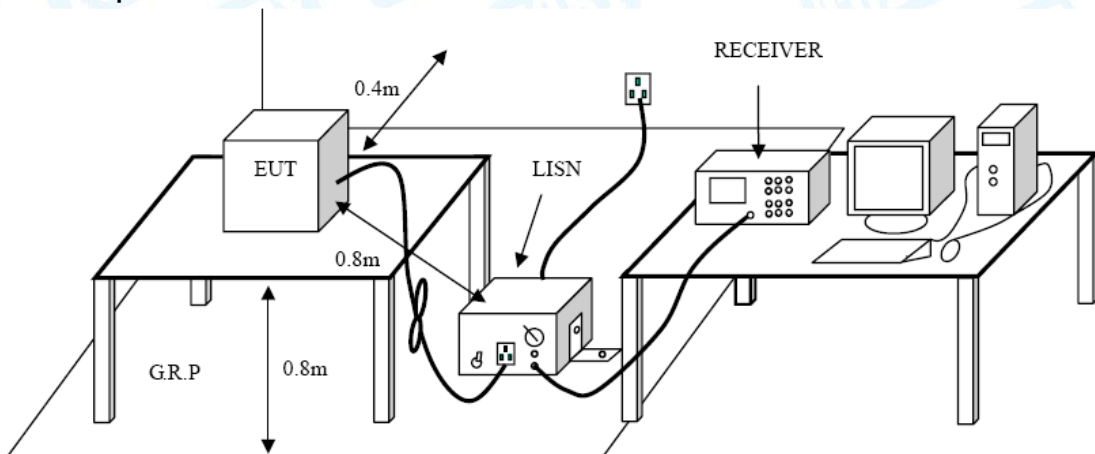 RECEIVER
0.4m
EUT
LISN
0.8m
G.R.P
0.8m